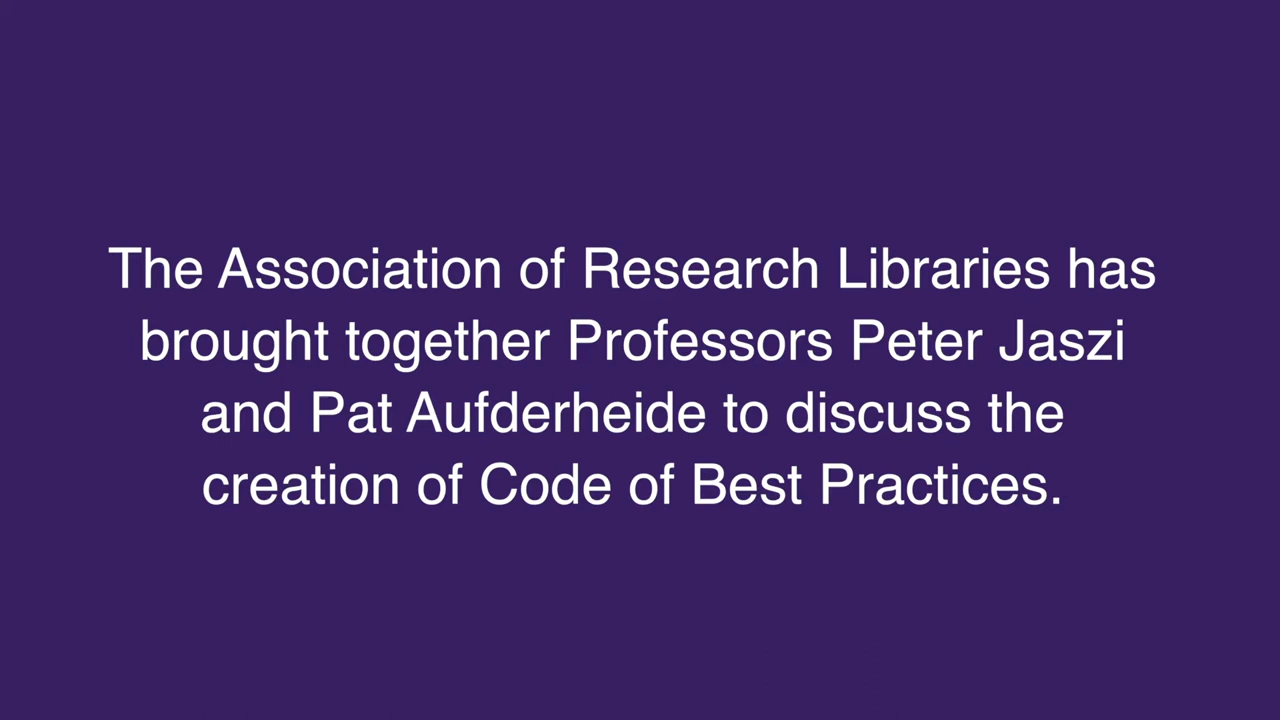 The Association of Research Libraries has
brought together Professors Peter Jaszi
and Pat Aufderheide to discuss the
creation of Code of Best Practices.